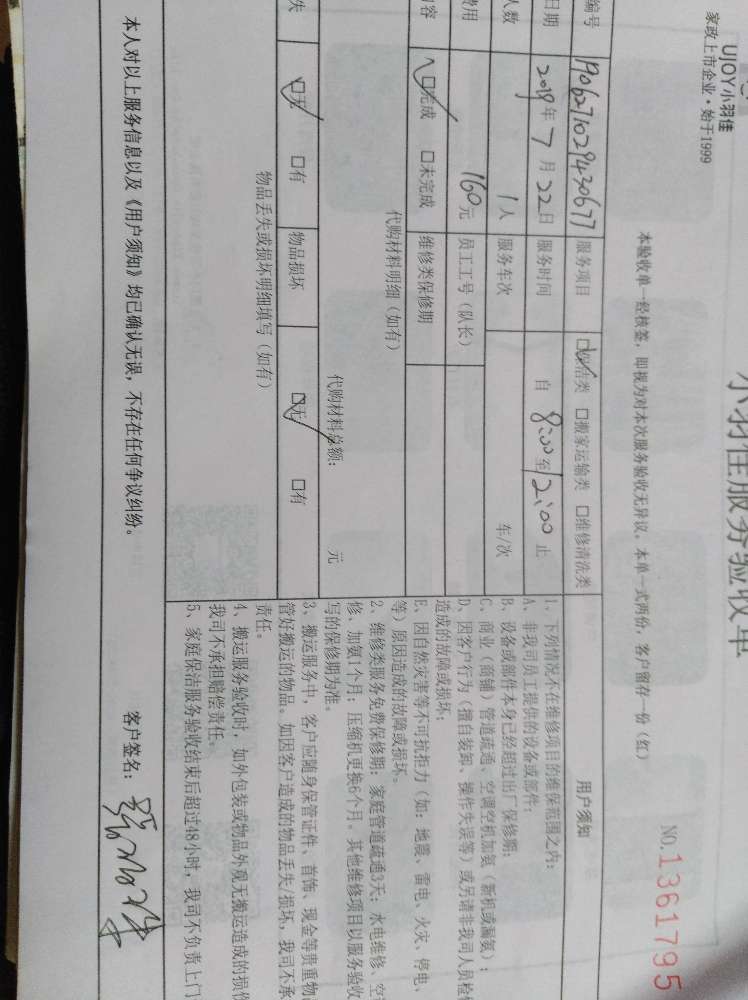 UJOY小羽佳
家政上市企业·始于1999
小羽佳服务验收单
NO.1361795
本验收单一经核签，即视为对本次服务验收无异议。本单一式两份，客户留存一份（红）
编号 190627102943067 服务项目 □保洁类 □搬家运输类 □维修清洗类 用户须知
日期 2019年7月22日 服务时间 自8:00至12:00止
人数 1人 服务车次 车/次
费用 160元 员工工号（队长）
容 □完成 □未完成 维修类保修期
代购材料明细（如有）
代购材料总额： 元
失 □无 □有 物品损坏 □无 □有
物品丢失或损坏明细填写（如有）
1、下列情况不在维修项目的维保范围之内：
A、非我司员工提供的设备或部件；
B、设备或部件本身已经超过出厂保修期；
C、商业（商铺）管道疏通、空调空机加氨（新机或漏氨）；
D、因客户行为（擅自装卸、操作失误等）或另请非我司人员检
造成的故障或损坏；
E、因自然灾害等不可抗拒力（如：地震、雷电、火灾、停电、
等）原因造成的故障或损坏。
2、维修类服务免费保修期：家庭管道疏通3天；水电维修、空
修、加氨1个月；压缩机更换6个月。其他维修项目以服务验收
写的保修期为准。
3、搬运服务中，客户应随身保管证件、首饰、现金等贵重物
管好搬运的物品。如因客户造成的物品丢失/损坏，我司不承
责任。
4、搬运服务验收时，如外包装或物品外观无搬运造成的损伤
我司不承担赔偿责任。
5、家庭保洁服务验收结束后超过48小时，我司不负责上门
本人对以上服务信息以及《用户须知》均已确认无误，不存在任何争议纠纷。 客户签名：